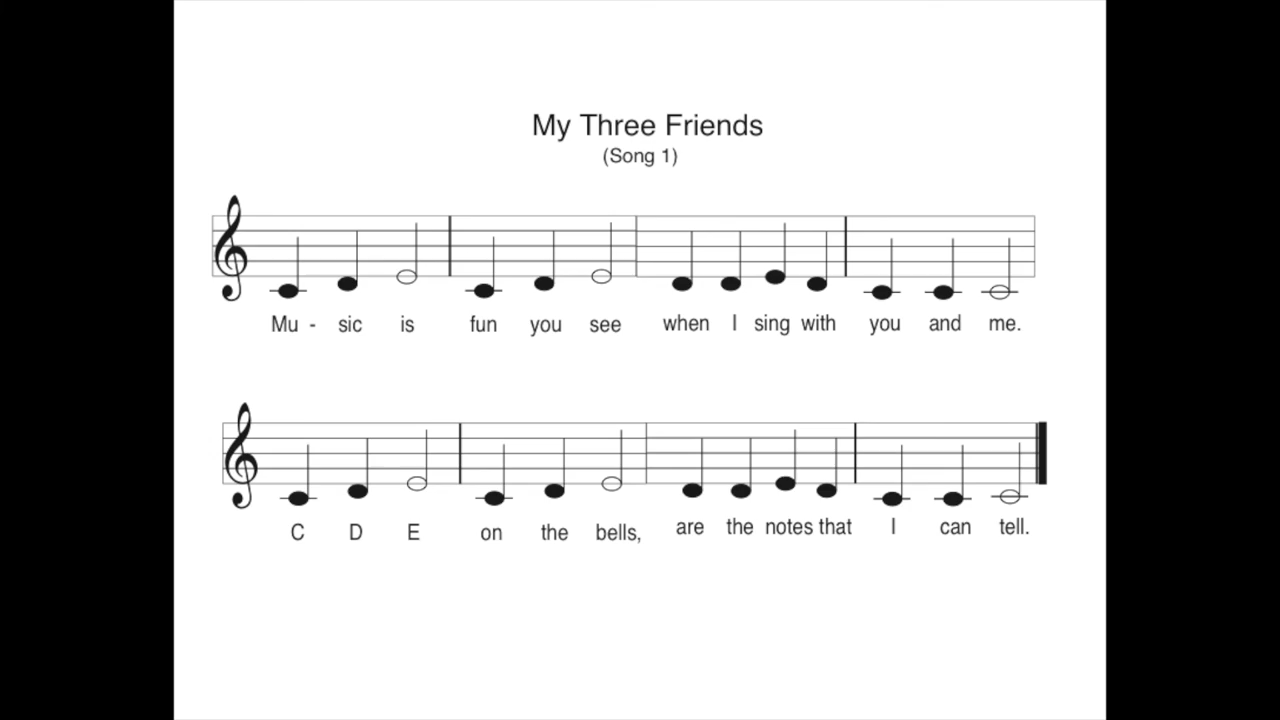 My Three Friends
(Song 1)
Mu - sic is fun you see when I sing with you and me.
C D E on the bells, are the notes that I can tell.